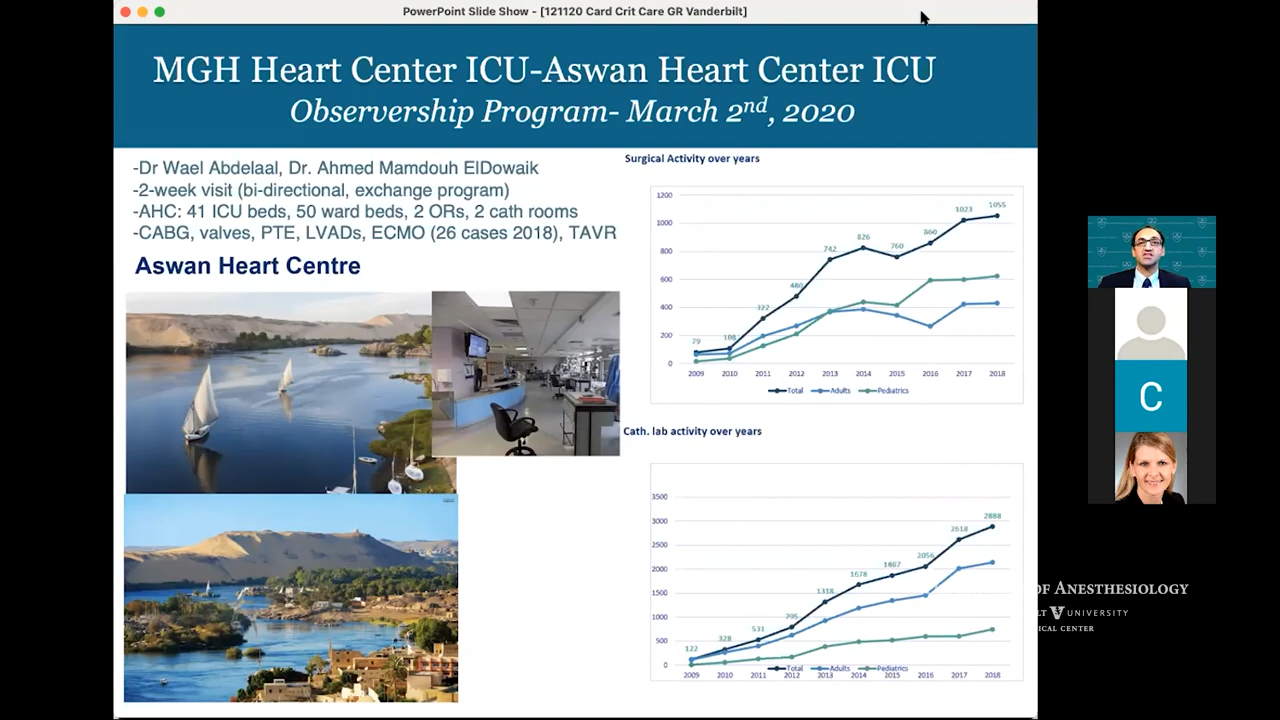 PowerPoint Slide Show - [121120 Card Crit Care GR Vanderbilt]
MGH Heart Center ICU-Aswan Heart Center ICU
Observership Program- March 2nd, 2020
-Dr Wael Abdelaal, Dr. Ahmed Mamdouh ElDowaik
-2-week visit (bi-directional, exchange program)
-AHC: 41 ICU beds, 50 ward beds, 2 ORs, 2 cath rooms
-CABG, valves, PTE, LVADs, ECMO (26 cases 2018), TAVR
Aswan Heart Centre
Surgical Activity over years
1200
1000
800
600
400
200
0
79
108
322
480
742
826
760
860
1023
1055
2009 2010 2011 2012 2013 2014 2015 2016 2017 2018
Total Adults Pediatrics
Cath. lab activity over years
3500
3000
2500
2000
1500
1000
500
0
122
328
531
795
1318
1678
1867
2056
2618
2888
Total Adults Pediatrics
2009 2010 2011 2012 2013 2014 2015 2016 2017 2018
C
OF ANESTHESIOLOGY
LT V UNIVERSITY
ICAL CENTER